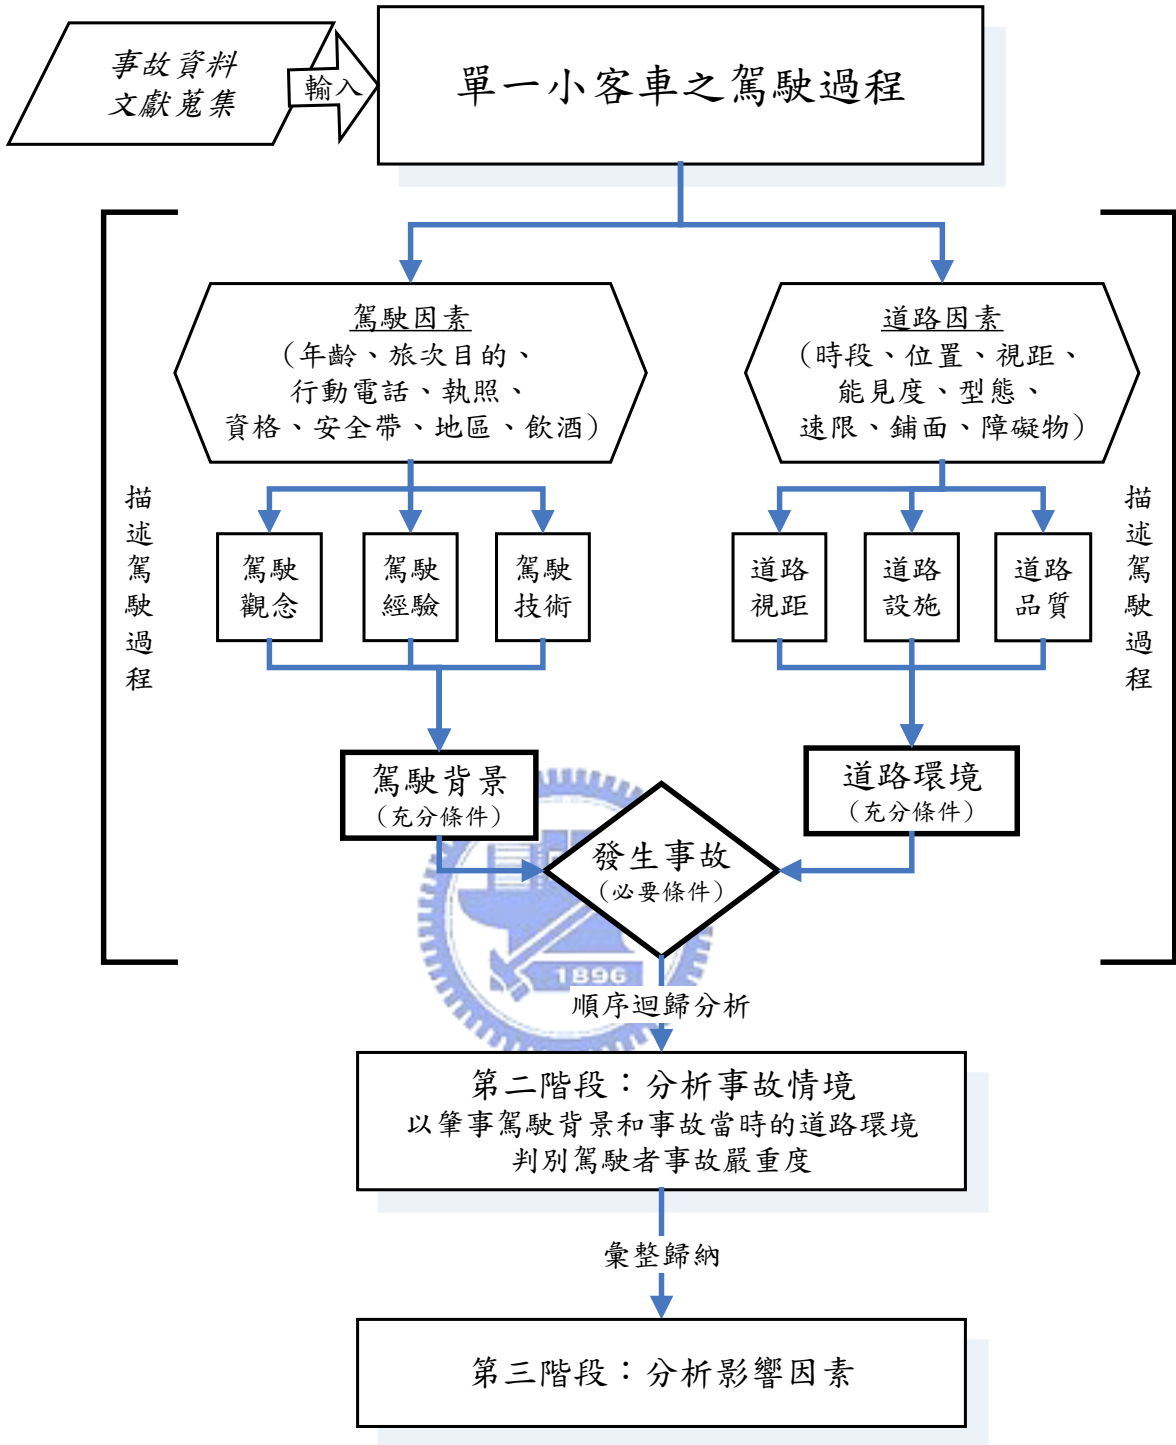 事故資料
文獻蒐集
輸入
單一小客車之駕駛過程
駕駛因素
（年齡、旅次目的、
行動電話、執照、
資格、安全帶、地區、飲酒）
道路因素
（時段、位置、視距、
能見度、型態、
速限、鋪面、障礙物）
描述駕駛過程
駕駛
觀念
駕駛
經驗
駕駛
技術
道路
視距
道路
設施
道路
品質
描述駕駛過程
駕駛背景
（充分條件）
道路環境
（充分條件）
發生事故
（必要條件）
1896
順序迴歸分析
第二階段：分析事故情境
以肇事駕駛背景和事故當時的道路環境
判別駕駛者事故嚴重度
彙整歸納
第三階段：分析影響因素